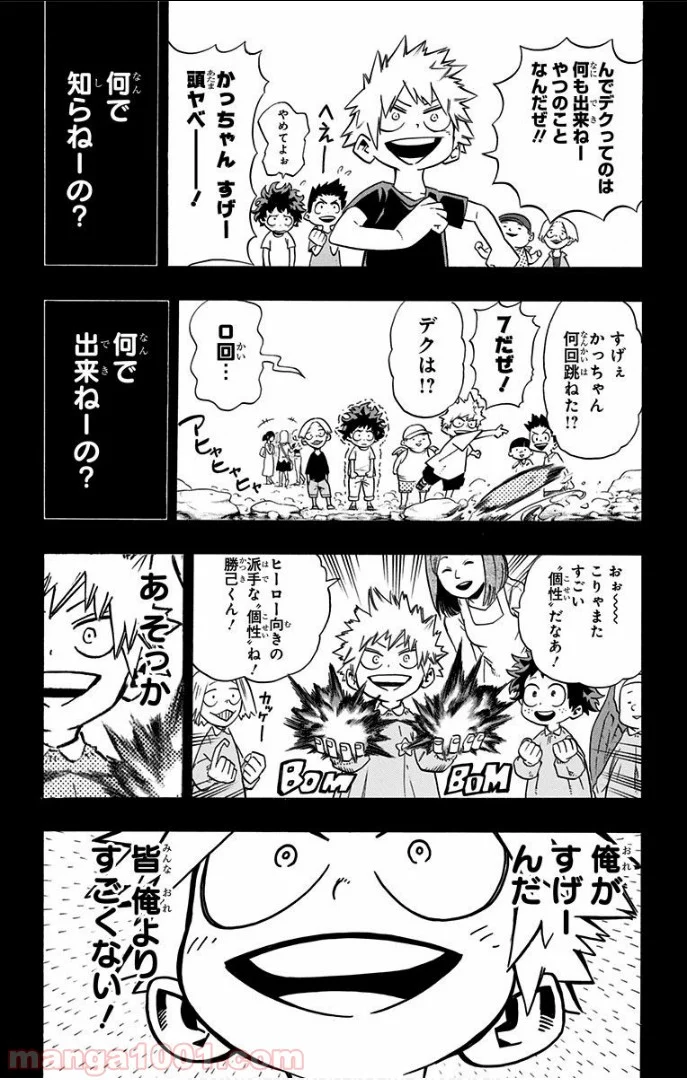 んでデクってのは
何も出来ねー
やつのこと
なんだぜ!!
へえー
やめてよぉ
かっちゃん すげー
頭ヤベ――!
何で
知らねーの?
すげぇ
かっちゃん
何回跳ねた!?
7だぜ!
デクは!?
0回…
アヒャヒャヒャ
何で
出来ねーの?
おぉ〜〜
こりゃまた
すごい
“個性”だなあ!
ヒーロー向きの
派手な“個性”ね!
勝己くん!
カッケー
BOM
BOM
あそっか
俺が
すげー
んだ
皆 俺より
すごくない!
manga1001.com